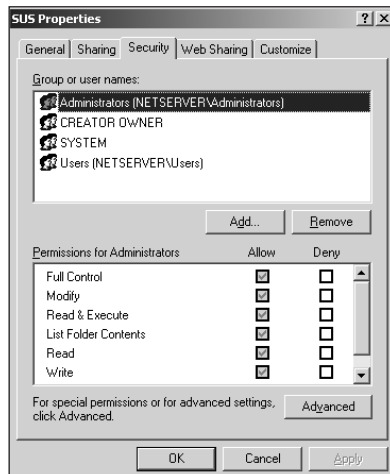 SUS Properties
General Sharing Security Web Sharing Customize
Group or user names:
Administrators (NETSERVER\Administrators)
CREATOR OWNER
SYSTEM
Users (NETSERVER\Users)
Add... Remove
Permissions for Administrators Allow Deny
Full Control
Modify
Read & Execute
List Folder Contents
Read
Write
For special permissions or for advanced settings,
click Advanced. Advanced
OK Cancel Apply